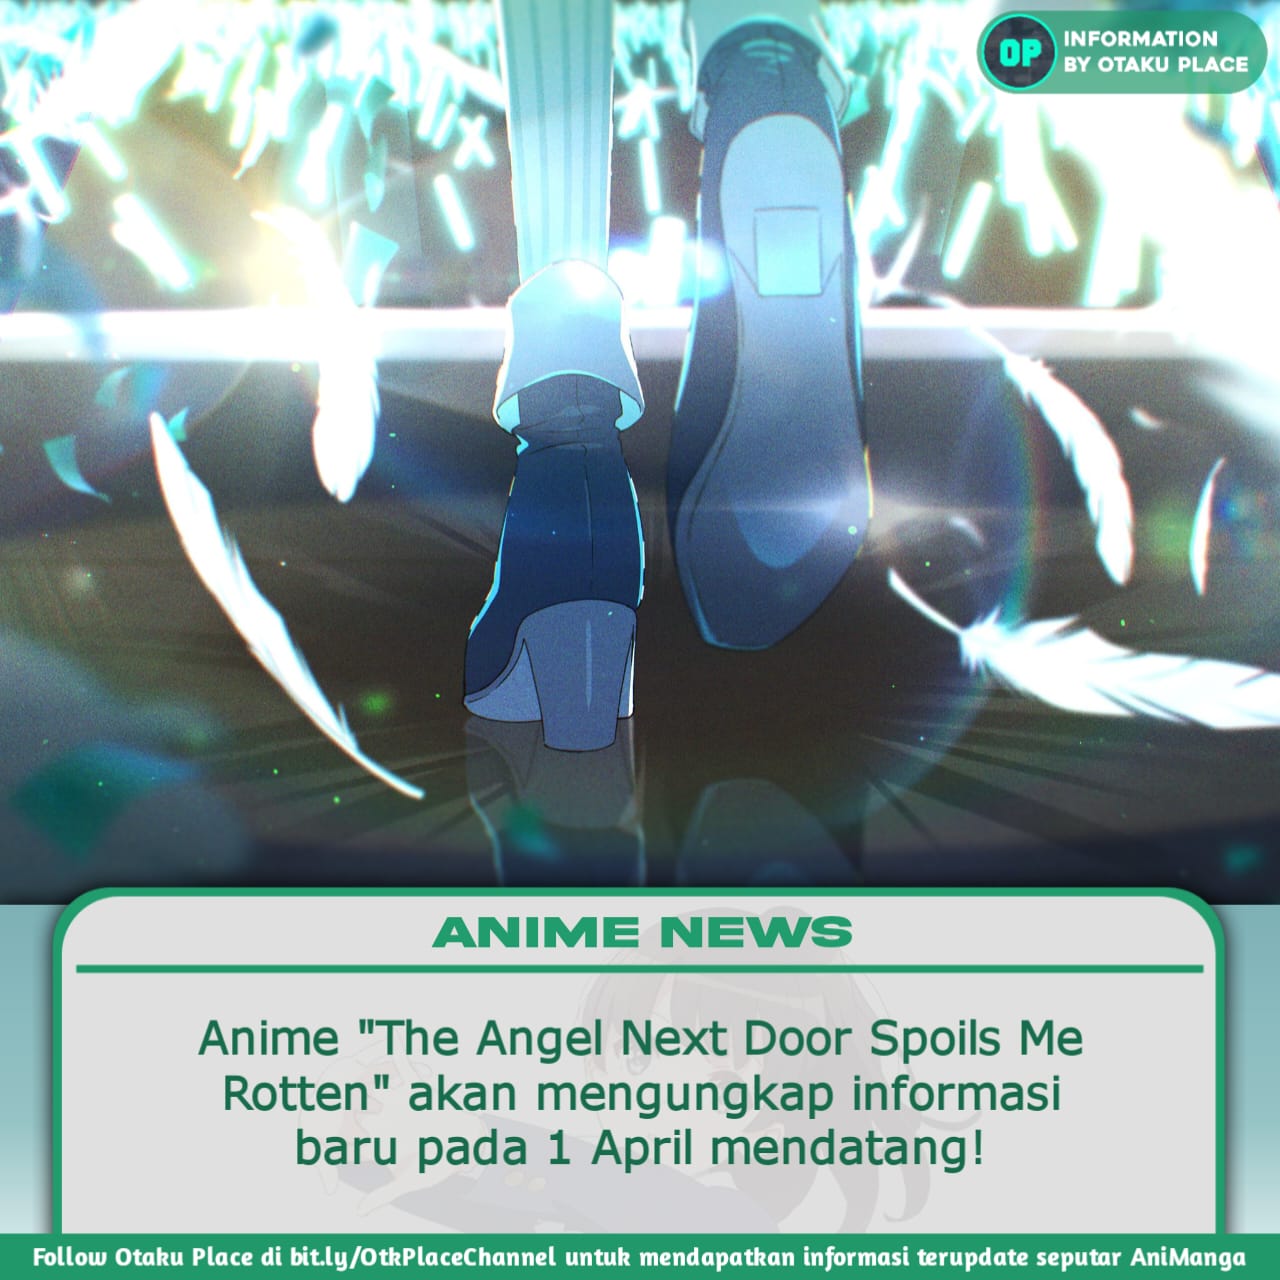 OP
INFORMATION
BY OTAKU PLACE
ANIME NEWS
Anime "The Angel Next Door Spoils Me
Rotten" akan mengungkap informasi
baru pada 1 April mendatang!
Follow Otaku Place di bit.ly/OtkPlaceChannel untuk mendapatkan informasi terupdate seputar AniManga